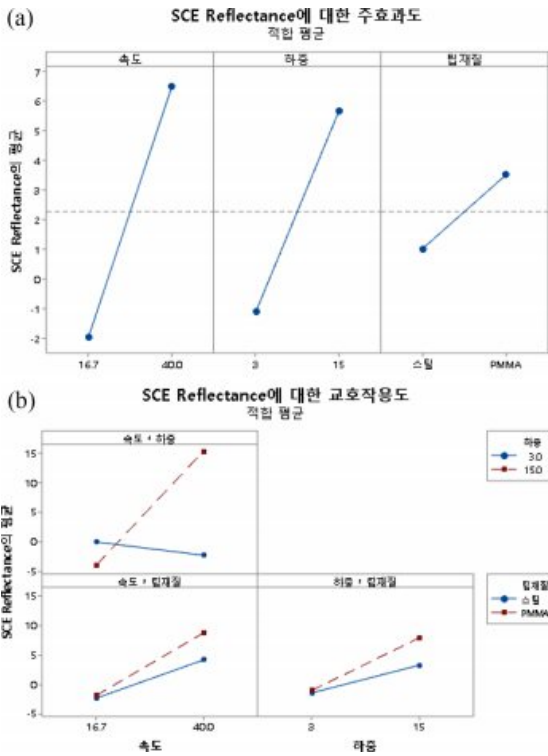 (a)
SCE Reflectance에 대한 주효과도
적합 평균
속도 하중 팁재질
SCE Reflectance의 평균
7
6
5
4
3
2
1
0
-1
-2
16.7 40.0 3 15 스틸 PMMA
(b)
SCE Reflectance에 대한 교호작용도
적합 평균
속도 * 하중
하중
3.0
15.0
SCE Reflectance의 평균
15
10
5
0
-5
속도 * 팁재질 하중 * 팁재질
팁재질
스틸
PMMA
15
10
5
0
-5
16.7 40.0 3 15
속도 하중